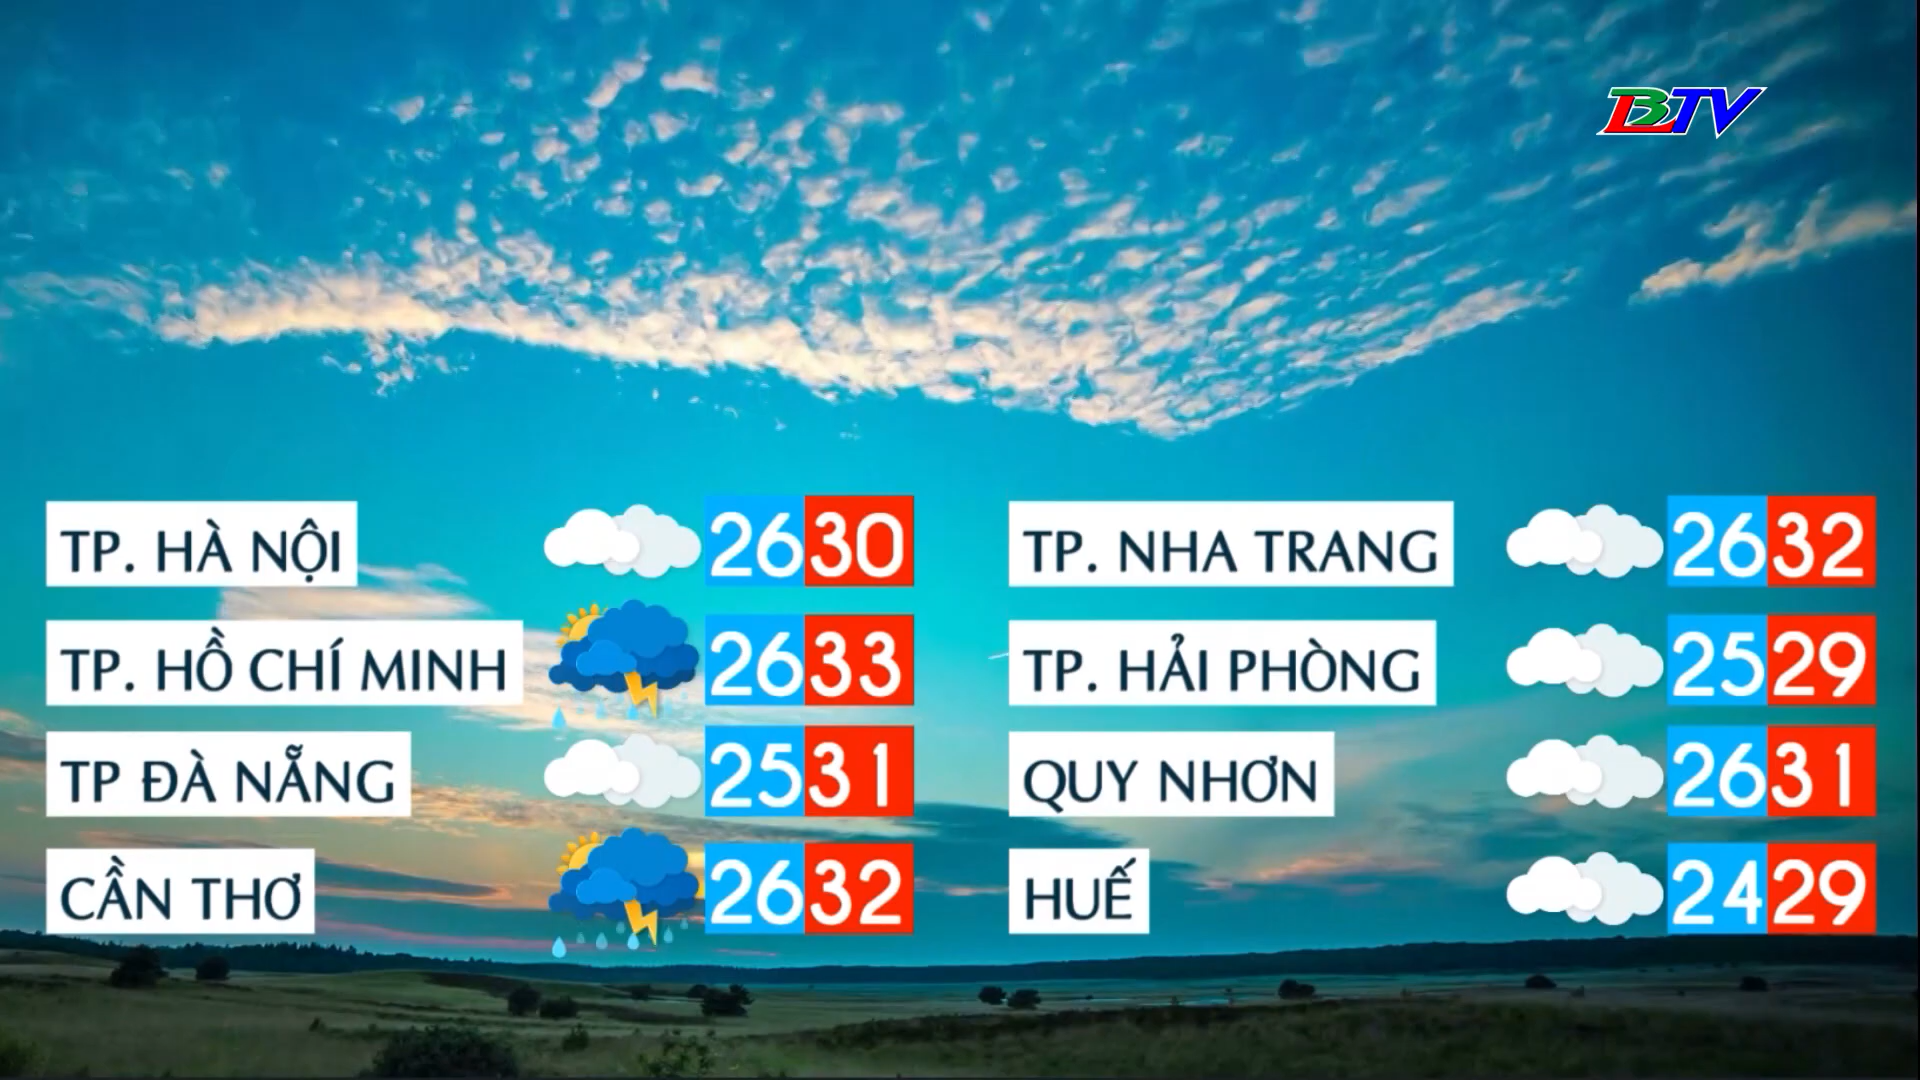 BTV
TP. HÀ NỘI 26 30
TP. HỒ CHÍ MINH 26 33
TP ĐÀ NẴNG 25 31
CẦN THƠ 26 32
TP. NHA TRANG 26 32
TP. HẢI PHÒNG 25 29
QUY NHƠN 26 31
HUẾ 24 29